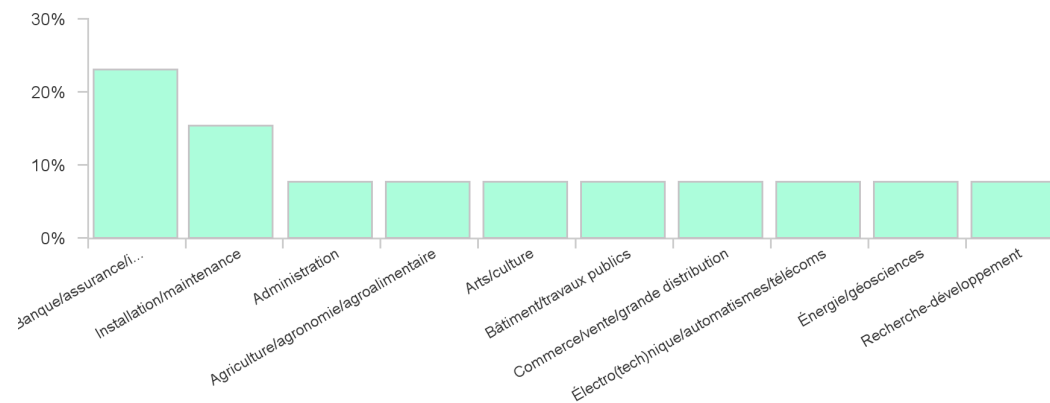 30%
20%
10%
0%
Banque/assurance/i...
Installation/maintenance
Administration
Agriculture/agronomie/agroalimentaire
Arts/culture
Bâtiment/travaux publics
Commerce/vente/grande distribution
Électro(tech)nique/automatismes/télécoms
Énergie/géosciences
Recherche-développement